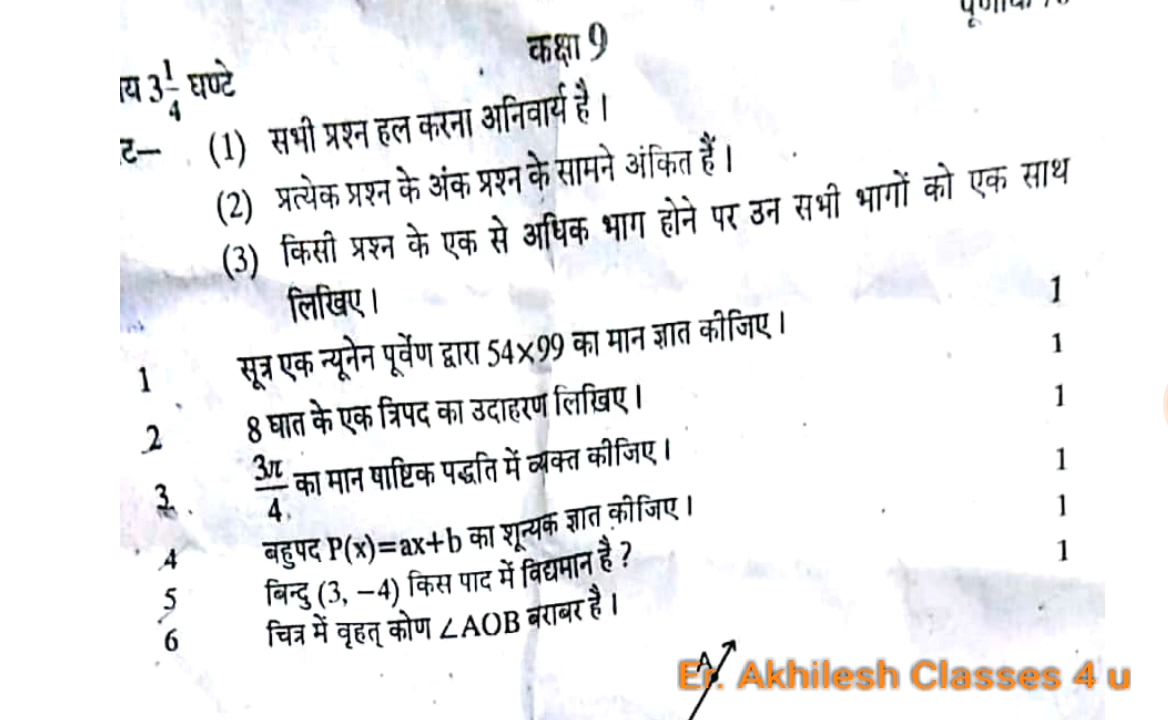 कक्षा 9
3 1/4 घण्टे
(1) सभी प्रश्न हल करना अनिवार्य है।
(2) प्रत्येक प्रश्न के अंक प्रश्न के सामने अंकित हैं।
(3) किसी प्रश्न के एक से अधिक भाग होने पर उन सभी भागों को एक साथ
लिखिए।
1 सूत्र एक न्यूनेन पूर्वेण द्वारा 54×99 का मान ज्ञात कीजिए। 1
2 8 घात के एक त्रिपद का उदाहरण लिखिए। 1
3 3π/4 का मान षाष्टिक पद्धति में व्यक्त कीजिए। 1
4 बहुपद P(x)=ax+b का शून्यक ज्ञात कीजिए। 1
5 बिन्दु (3, −4) किस पाद में विद्यमान है? 1
6 चित्र में वृहत् कोण ∠AOB बराबर है। 1
A
Er. Akhilesh Classes 4 u